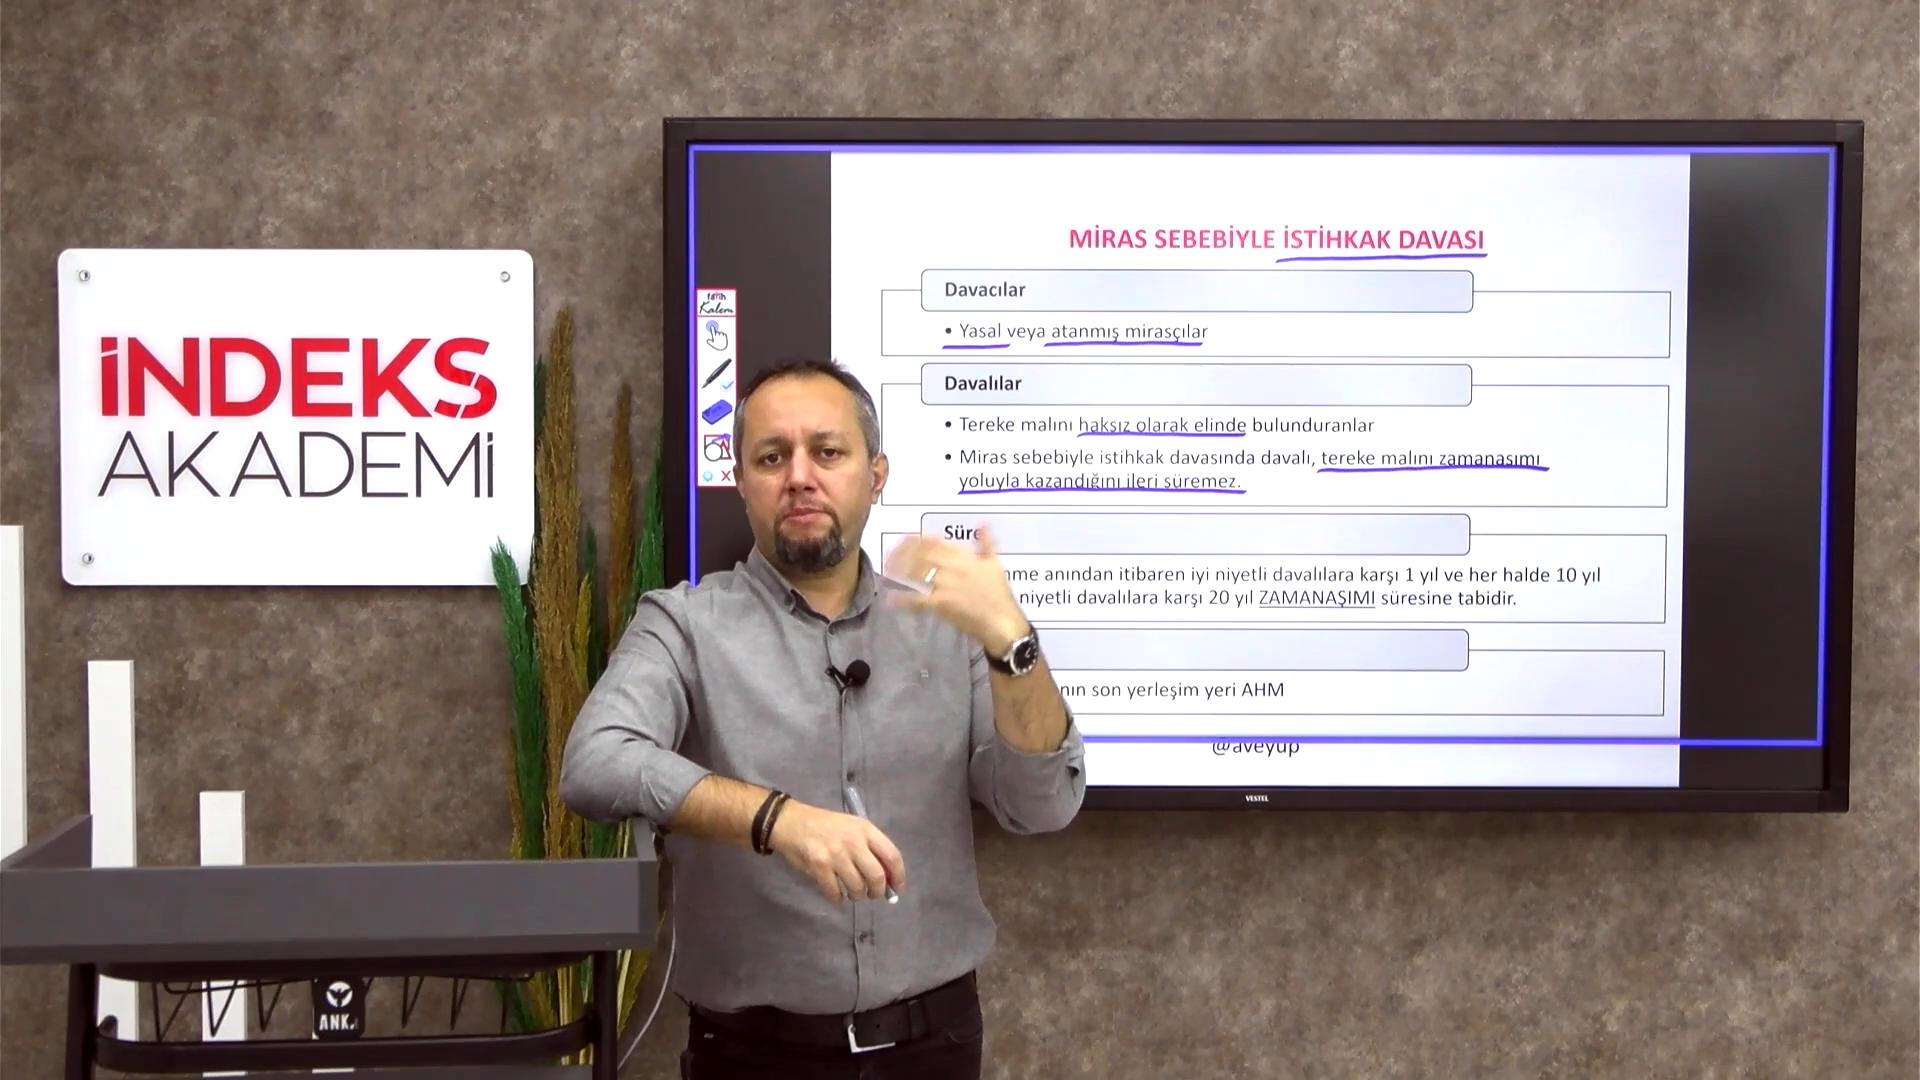 İNDEKS
AKADEMİ
ANK
fatih
Kalem
MİRAS SEBEBİYLE İSTİHKAK DAVASI
Davacılar
• Yasal veya atanmış mirasçılar
Davalılar
• Tereke malını haksız olarak elinde bulunduranlar
• Miras sebebiyle istihkak davasında davalı, tereke malını zamanaşımı
yoluyla kazandığını ileri süremez.
Süre
anından itibaren iyi niyetli davalılara karşı 1 yıl ve her halde 10 yıl
niyetli davalılara karşı 20 yıl ZAMANAŞIMI süresine tabidir.
son yerleşim yeri AHM
@aveyup
VESTEL